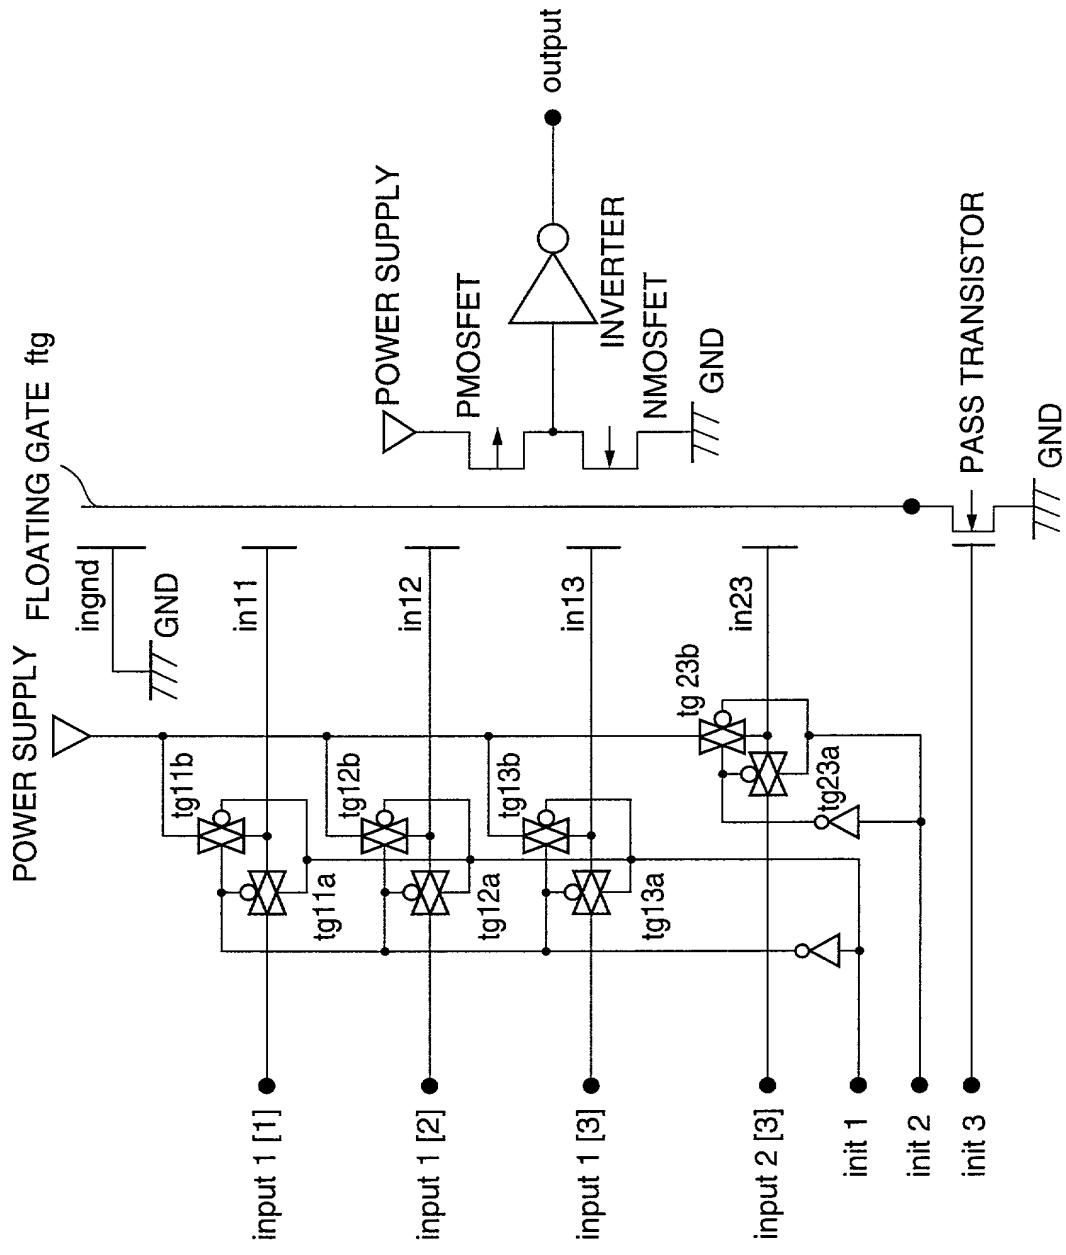 POWER SUPPLY
FLOATING GATE ftg
ingnd
GND
POWER SUPPLY
PMOSFET
INVERTER
NMOSFET
GND
output
input 1 [1]
tg11b
tg11a
in11
input 1 [2]
tg12b
tg12a
in12
input 1 [3]
tg13b
tg13a
in13
input 2 [3]
tg 23b
tg23a
in23
init 1
init 2
init 3
PASS TRANSISTOR
GND